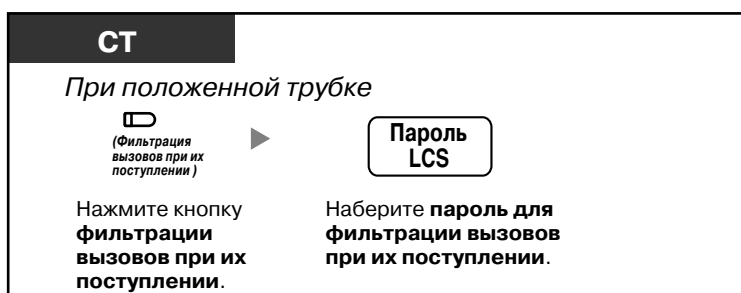 СТ
При положенной трубке
(Фильтрация
вызовов при их
поступлении )
Пароль
LCS
Нажмите кнопку
фильтрации
вызовов при их
поступлении.
Наберите пароль для
фильтрации вызовов
при их поступлении.